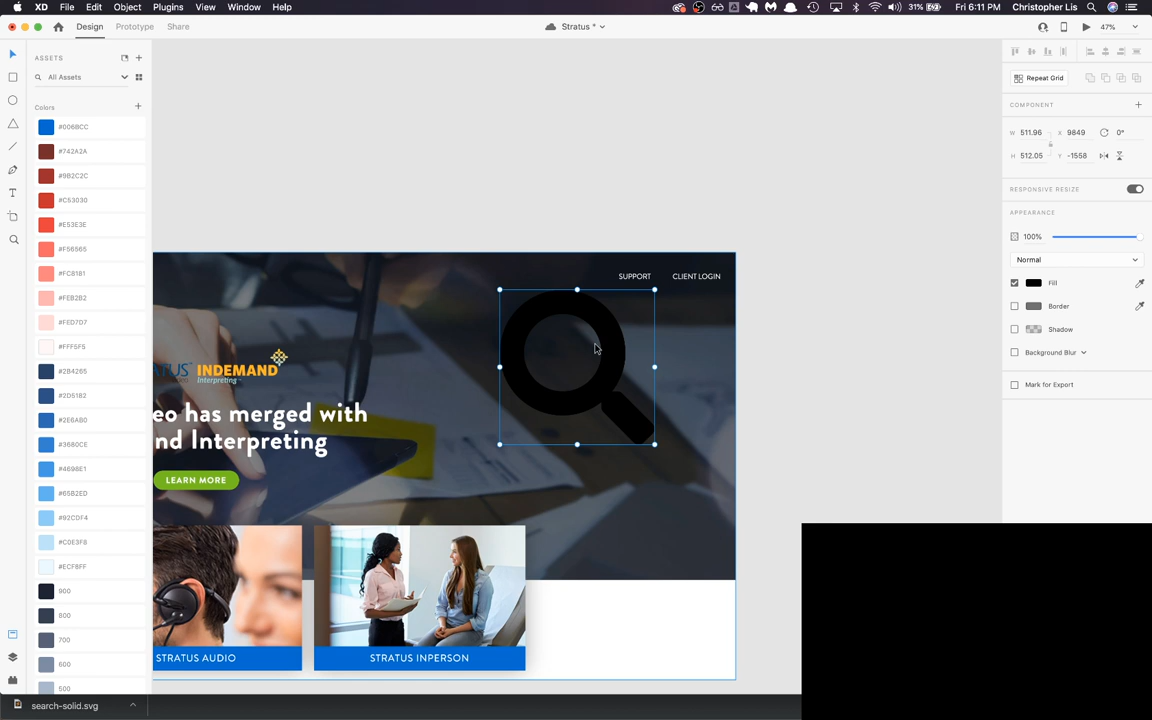 XD File Edit Object Plugins View Window Help
31% Fri 6:11 PM Christopher Lis
Design Prototype Share
Stratus *
47%
ASSETS
All Assets
Colors
#006BCC
#742A2A
#9B2C2C
#C53030
#E53E3E
#F56565
#FC8181
#FEB2B2
#FED7D7
#FFF5F5
#2B4265
#2D5182
#2E6AB0
#3680CE
#4698E1
#65B2ED
#92CDF4
#C0E3F8
#ECF8FF
900
800
700
600
500
SUPPORT CLIENT LOGIN
ATUS INDEMAND
Interpreting
eo has merged with
nd Interpreting
LEARN MORE
STRATUS AUDIO
STRATUS INPERSON
Repeat Grid
COMPONENT
W 511.96 X 9849 0°
H 512.05 Y -1558
RESPONSIVE RESIZE
APPEARANCE
100%
Normal
Fill
Border
Shadow
Background Blur
Mark for Export
search-solid.svg